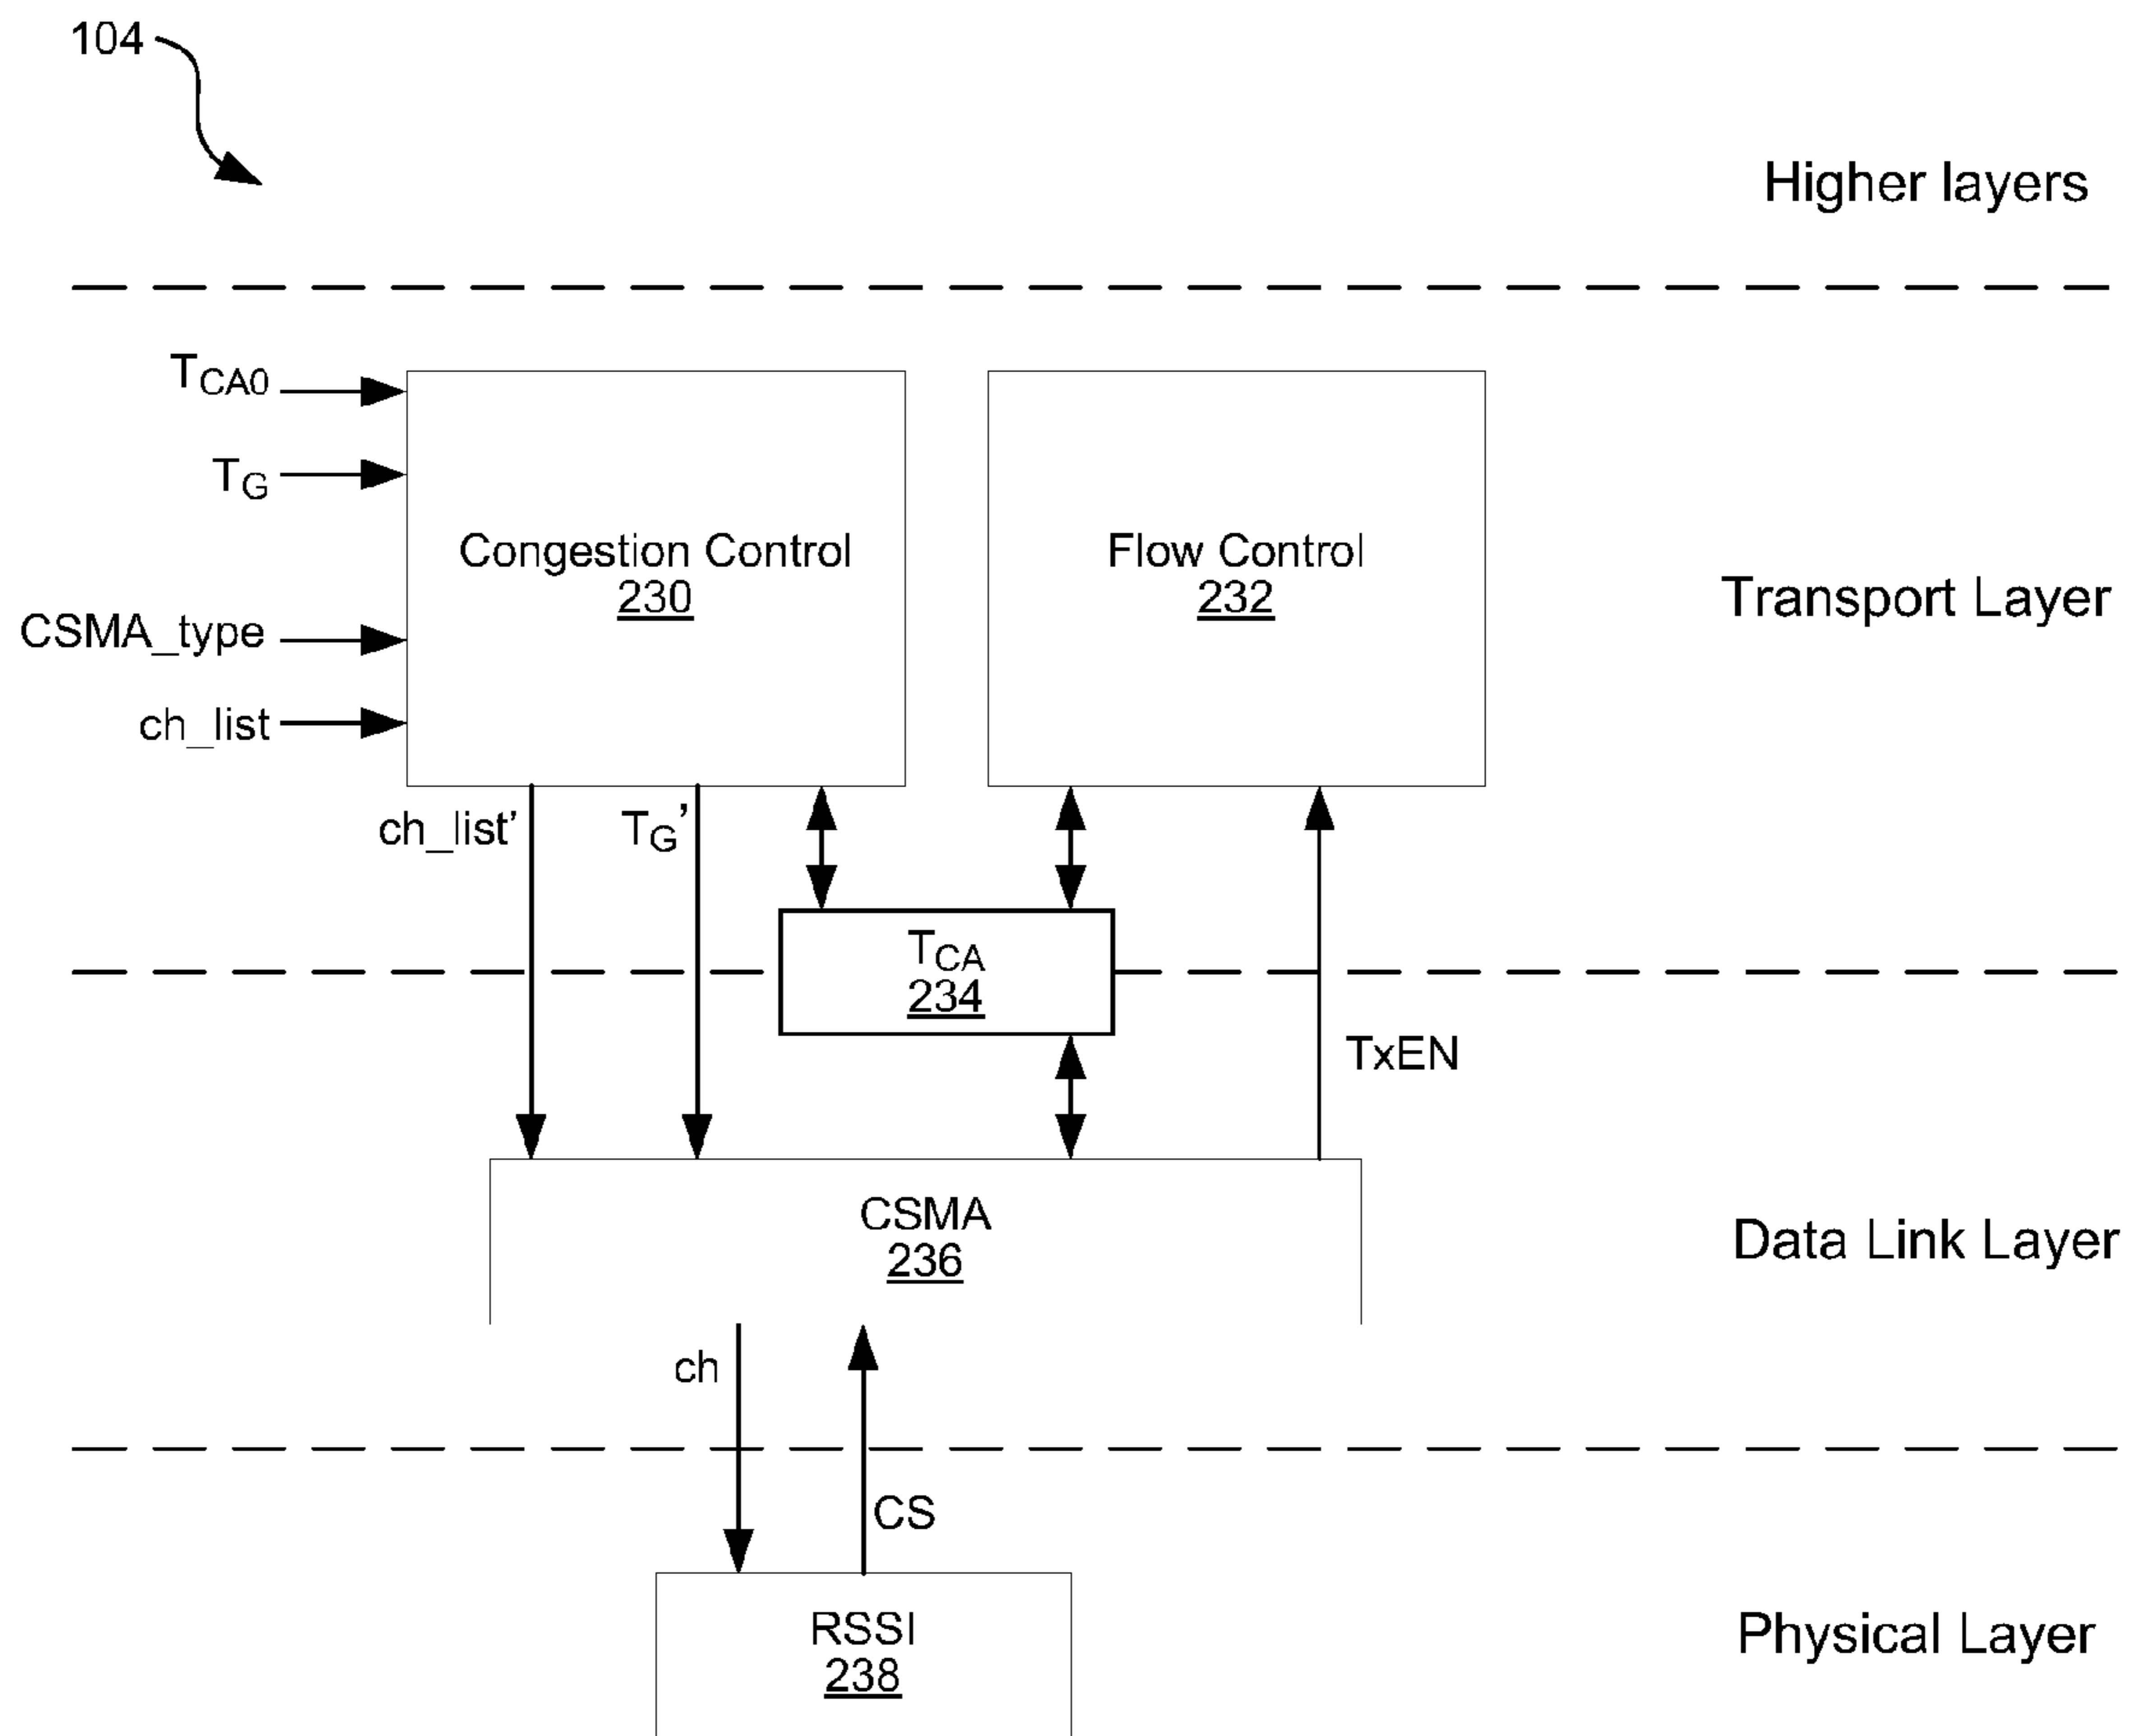 104
Higher layers
TCA0
TG
CSMA_type
ch_list
Congestion Control
230
Flow Control
232
Transport Layer
ch_list’
TG’
TCA
234
TxEN
CSMA
236
Data Link Layer
ch
CS
RSSI
238
Physical Layer